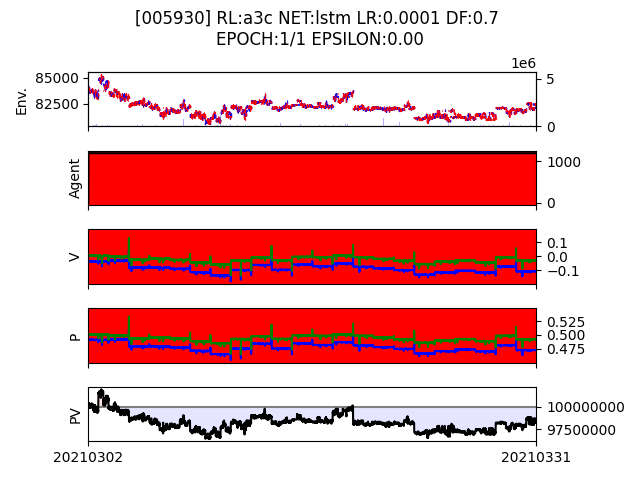 [005930] RL:a3c NET:lstm LR:0.0001 DF:0.7
EPOCH:1/1 EPSILON:0.00
1e6
Env.
85000
82500
5
0
Agent
1000
0
V
0.1
0.0
−0.1
P
0.525
0.500
0.475
PV
100000000
97500000
20210302
20210331